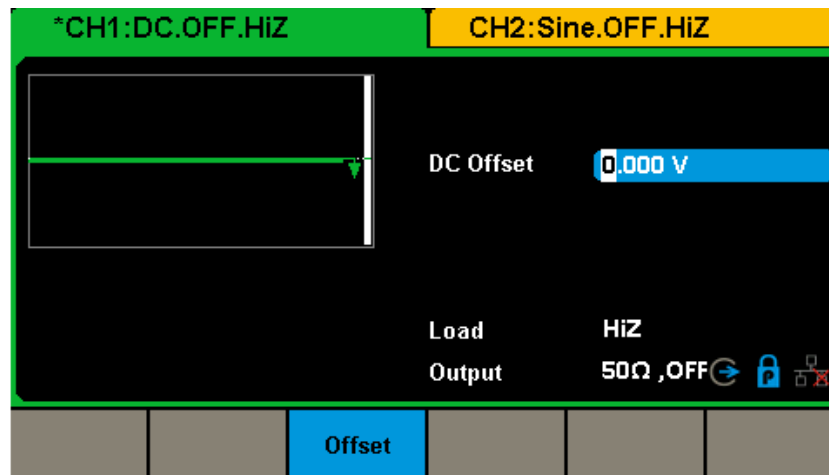 *CH1:DC.OFF.HiZ
CH2:Sine.OFF.HiZ
DC Offset 0.000 V
Load HiZ
Output 50Ω ,OFF
P
Offset